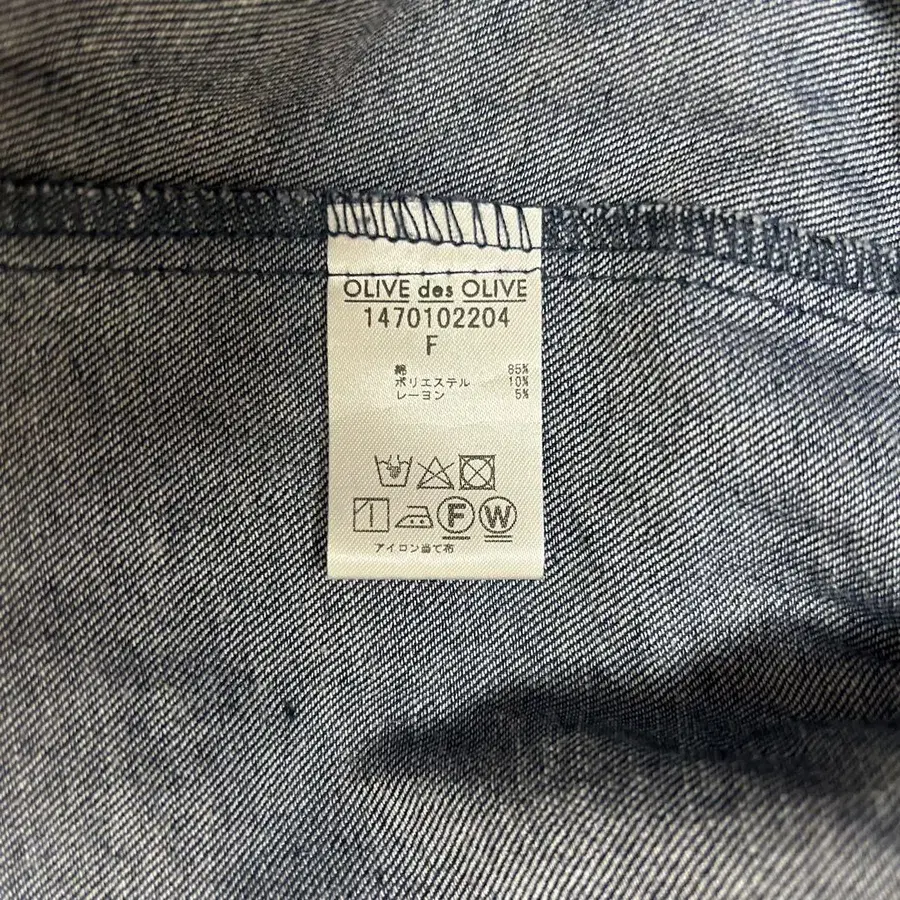 OLIVE des OLIVE
1470102204
F
綿 85%
ポリエステル 10%
レーヨン 5%
F W
アイロン当て布